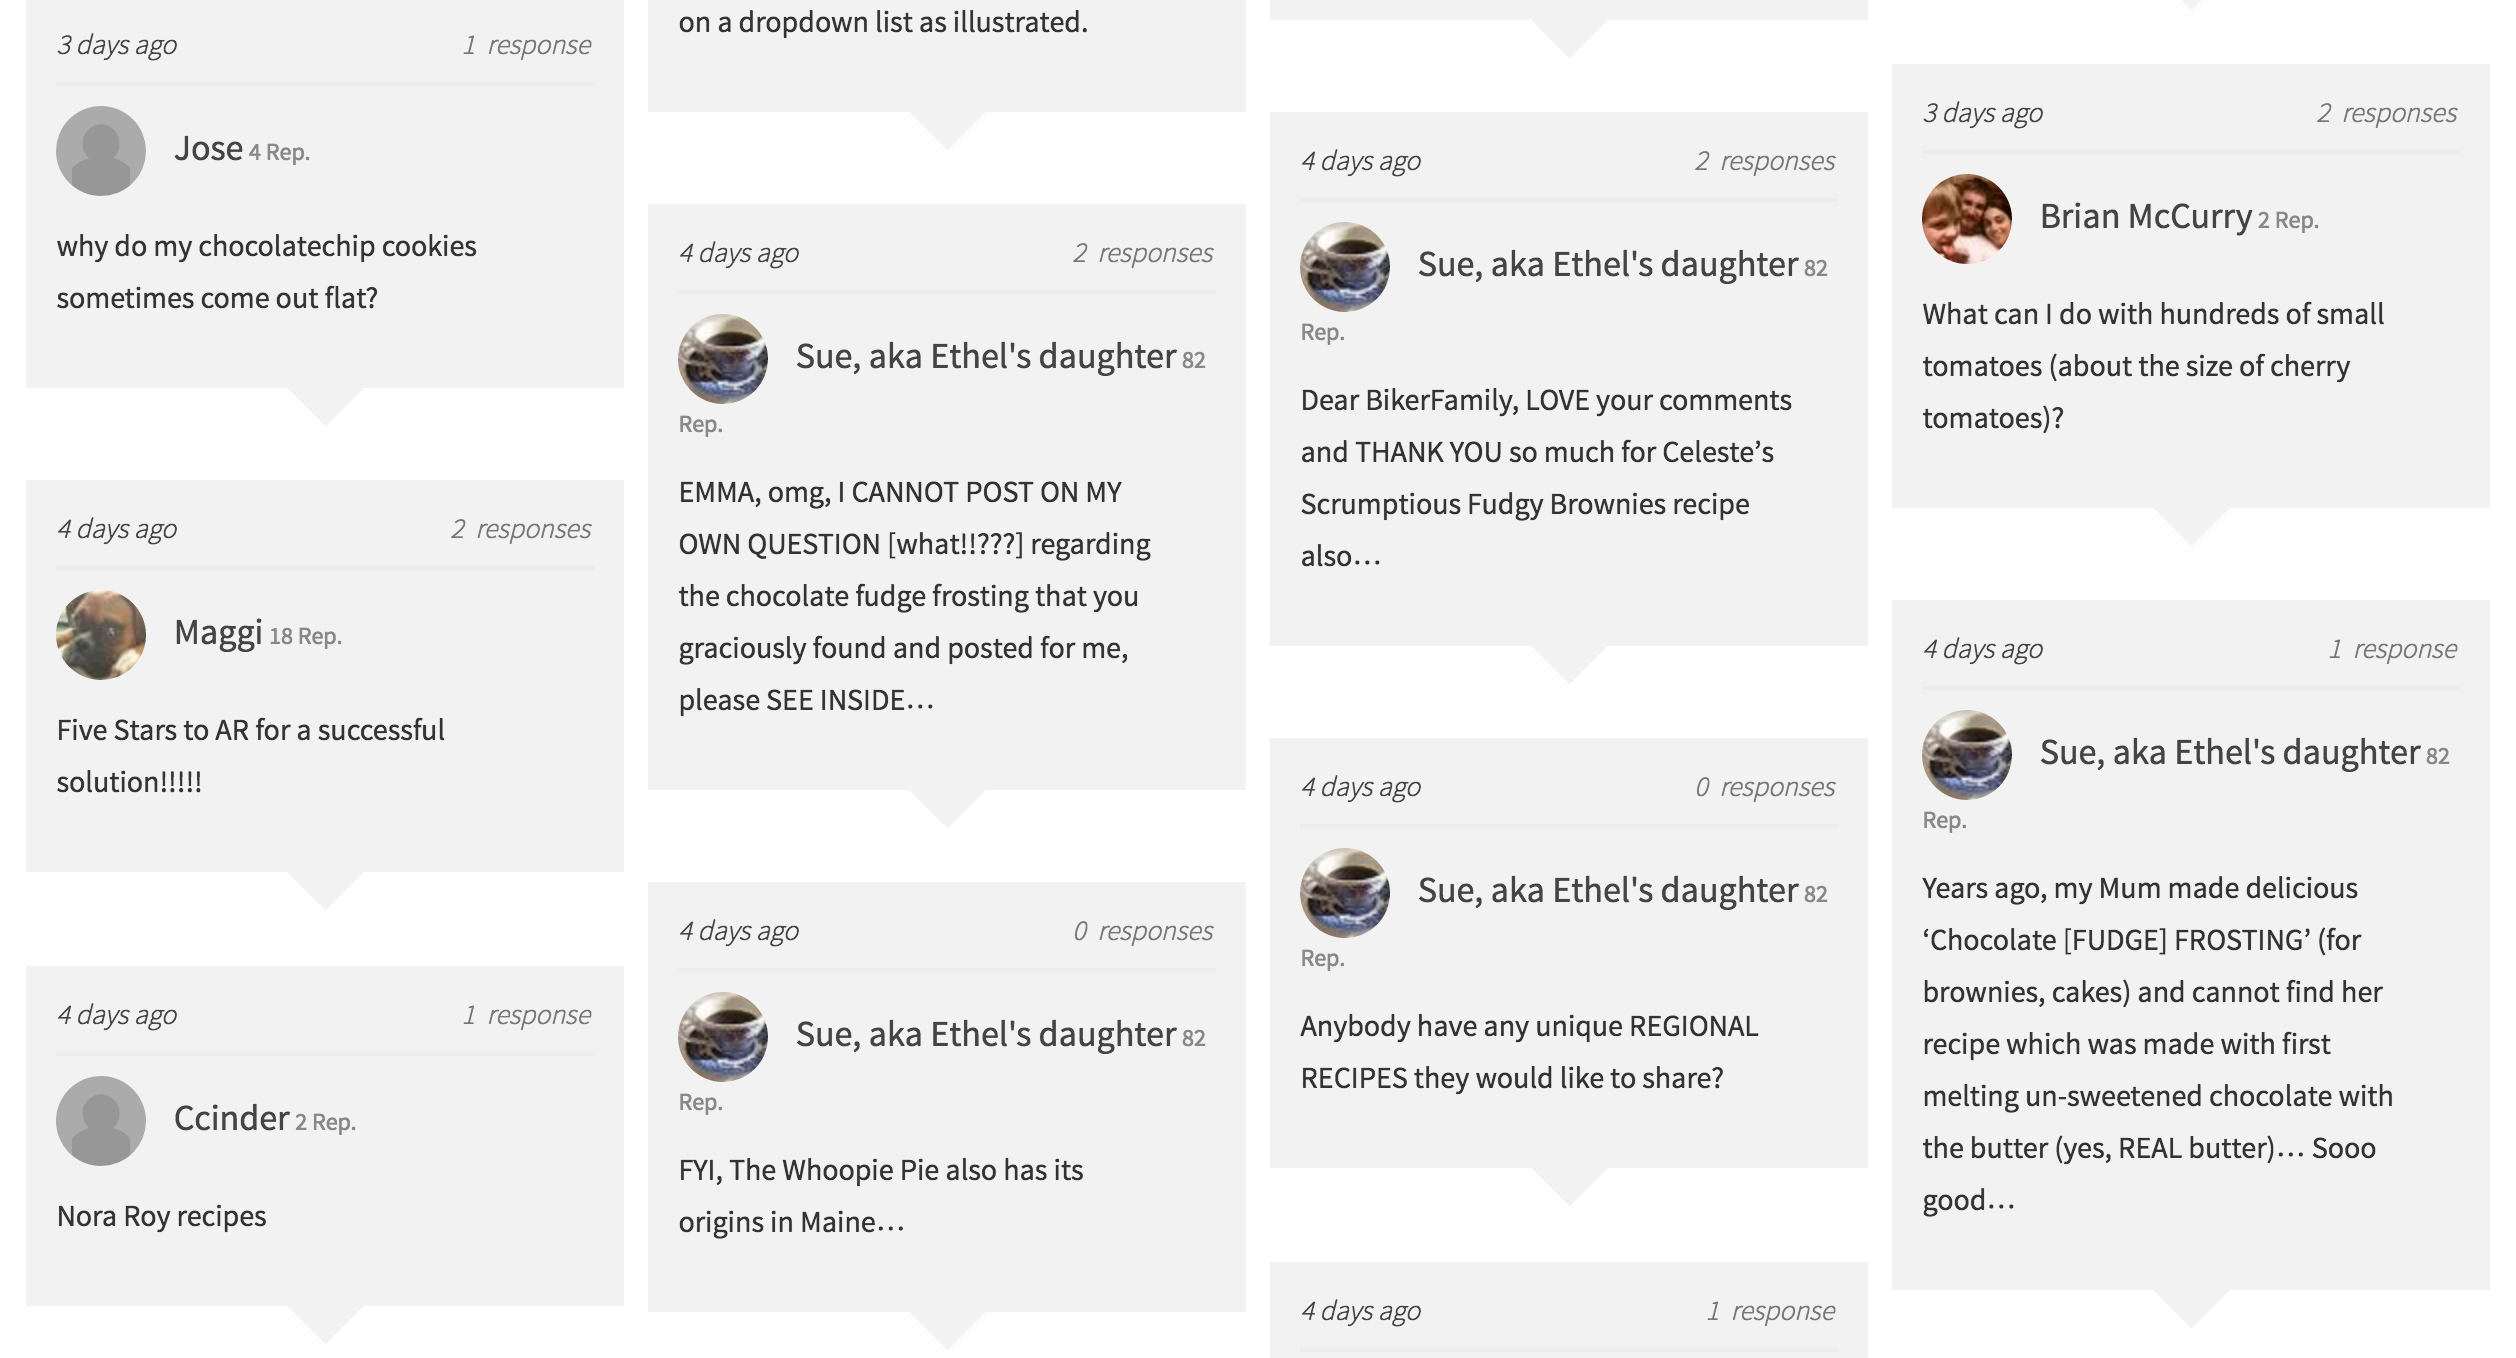 3 days ago
1 response
Jose 4 Rep.
why do my chocolatechip cookies
sometimes come out flat?
4 days ago
2 responses
Maggi 18 Rep.
Five Stars to AR for a successful
solution!!!!!
4 days ago
1 response
Ccinder 2 Rep.
Nora Roy recipes
on a dropdown list as illustrated.
4 days ago
2 responses
Sue, aka Ethel's daughter 82
Rep.
EMMA, omg, I CANNOT POST ON MY
OWN QUESTION [what!!???] regarding
the chocolate fudge frosting that you
graciously found and posted for me,
please SEE INSIDE…
4 days ago
0 responses
Sue, aka Ethel's daughter 82
Rep.
FYI, The Whoopie Pie also has its
origins in Maine…
4 days ago
2 responses
Sue, aka Ethel's daughter 82
Rep.
Dear BikerFamily, LOVE your comments
and THANK YOU so much for Celeste’s
Scrumptious Fudgy Brownies recipe
also…
4 days ago
0 responses
Sue, aka Ethel's daughter 82
Rep.
Anybody have any unique REGIONAL
RECIPES they would like to share?
4 days ago
1 response
3 days ago
2 responses
Brian McCurry 2 Rep.
What can I do with hundreds of small
tomatoes (about the size of cherry
tomatoes)?
4 days ago
1 response
Sue, aka Ethel's daughter 82
Rep.
Years ago, my Mum made delicious
‘Chocolate [FUDGE] FROSTING’ (for
brownies, cakes) and cannot find her
recipe which was made with first
melting un-sweetened chocolate with
the butter (yes, REAL butter)… Sooo
good…